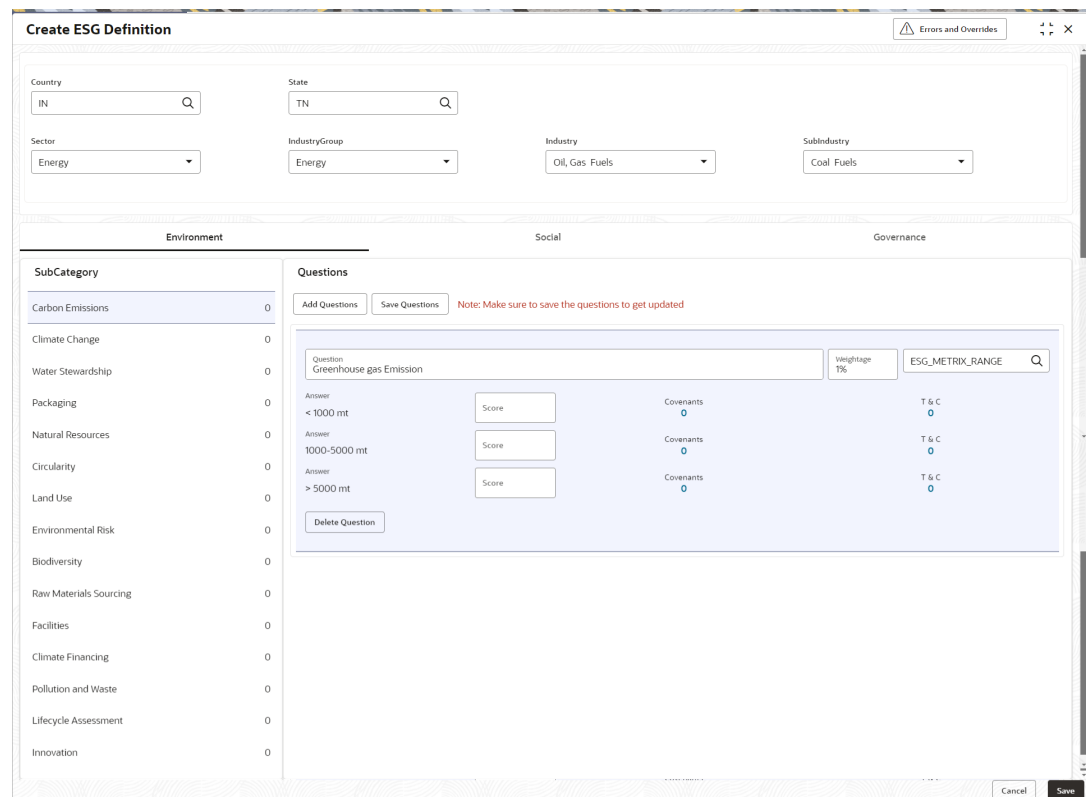 Create ESG Definition
Errors and Overrides
Country
State
IN
TN
Sector
IndustryGroup
Industry
SubIndustry
Energy
Energy
Oil, Gas Fuels
Coal Fuels
Environment
Social
Governance
SubCategory
Carbon Emissions 0
Climate Change 0
Water Stewardship 0
Packaging 0
Natural Resources 0
Circularity 0
Land Use 0
Environmental Risk 0
Biodiversity 0
Raw Materials Sourcing 0
Facilities 0
Climate Financing 0
Pollution and Waste 0
Lifecycle Assessment 0
Innovation 0
Questions
Add Questions
Save Questions
Note: Make sure to save the questions to get updated
Question
Greenhouse gas Emission
Weightage
1%
ESG_METRIX_RANGE
Answer
< 1000 mt
Score
Covenants
0
T & C
0
Answer
1000-5000 mt
Score
Covenants
0
T & C
0
Answer
> 5000 mt
Score
Covenants
0
T & C
0
Delete Question
Cancel
Save